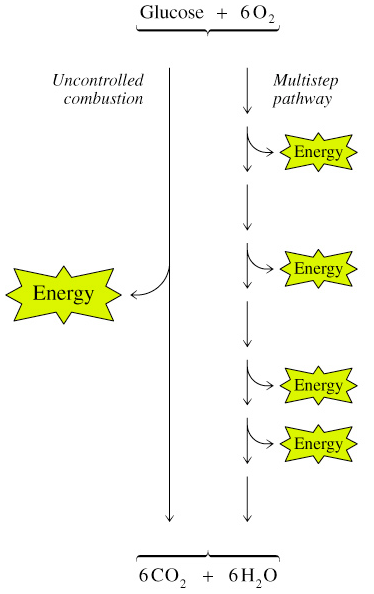 Glucose + 6 O₂
Uncontrolled
combustion
Multistep
pathway
Energy
Energy
Energy
Energy
Energy
6 CO₂ + 6 H₂O